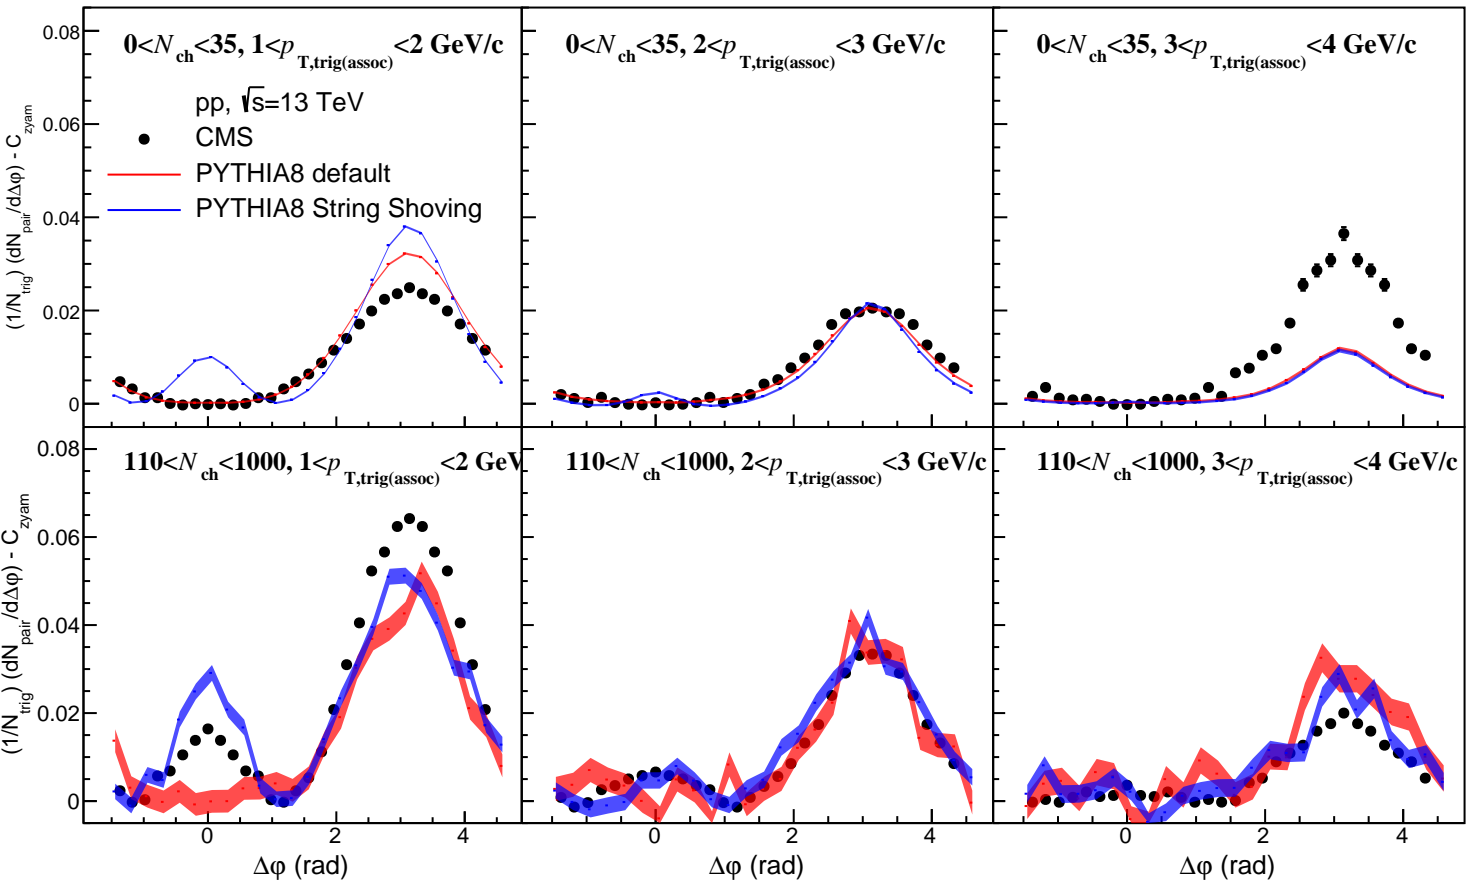 0<N_ch<35, 1<p_T,trig(assoc) <2 GeV/c
0<N_ch<35, 2<p_T,trig(assoc) <3 GeV/c
0<N_ch<35, 3<p_T,trig(assoc) <4 GeV/c
pp, √s=13 TeV
CMS
PYTHIA8 default
PYTHIA8 String Shoving
(1/N_trig) (dN_pair/dΔφ) - C_zyam
0.08
0.06
0.04
0.02
0
110<N_ch<1000, 1<p_T,trig(assoc) <2 GeV
110<N_ch<1000, 2<p_T,trig(assoc) <3 GeV/c
110<N_ch<1000, 3<p_T,trig(assoc) <4 GeV/c
(1/N_trig) (dN_pair/dΔφ) - C_zyam
0.08
0.06
0.04
0.02
0
0 2 4
0 2 4
0 2 4
Δφ (rad)
Δφ (rad)
Δφ (rad)